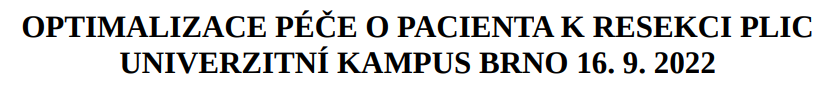 OPTIMALIZACE PÉČE O PACIENTA K RESEKCI PLIC
UNIVERZITNÍ KAMPUS BRNO 16. 9. 2022